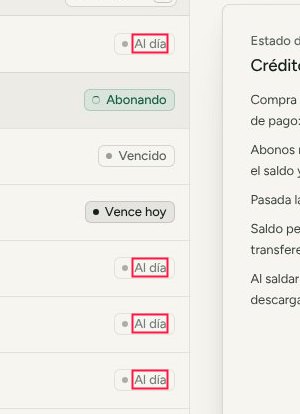 Al día
Abonando
Vencido
Vence hoy
Al día
Al día
Al día
Estado d
Crédito
Compra
de pago:
Abonos
el saldo y
Pasada la
Saldo pe
transfere
Al saldar
descarga